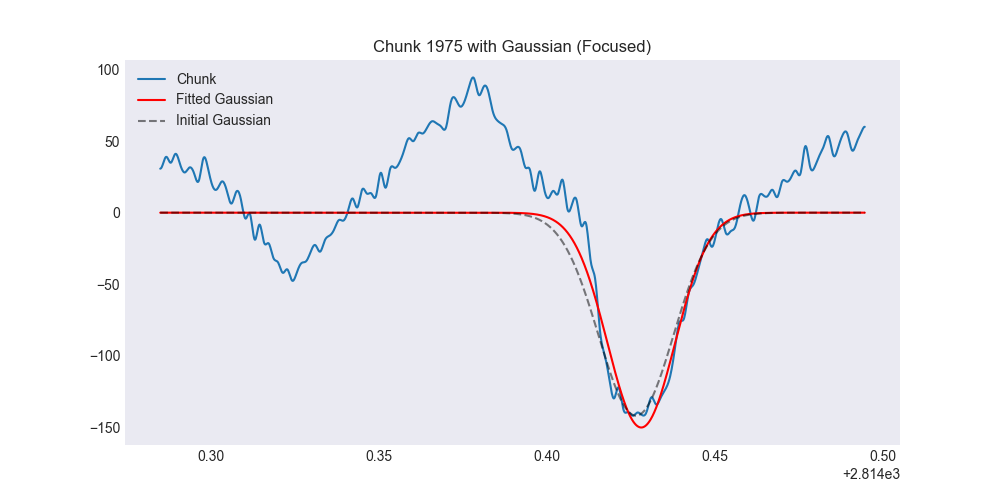 Chunk 1975 with Gaussian (Focused)
100
50
0
−50
−100
−150
Chunk
Fitted Gaussian
Initial Gaussian
0.30 0.35 0.40 0.45 0.50
+2.814e3